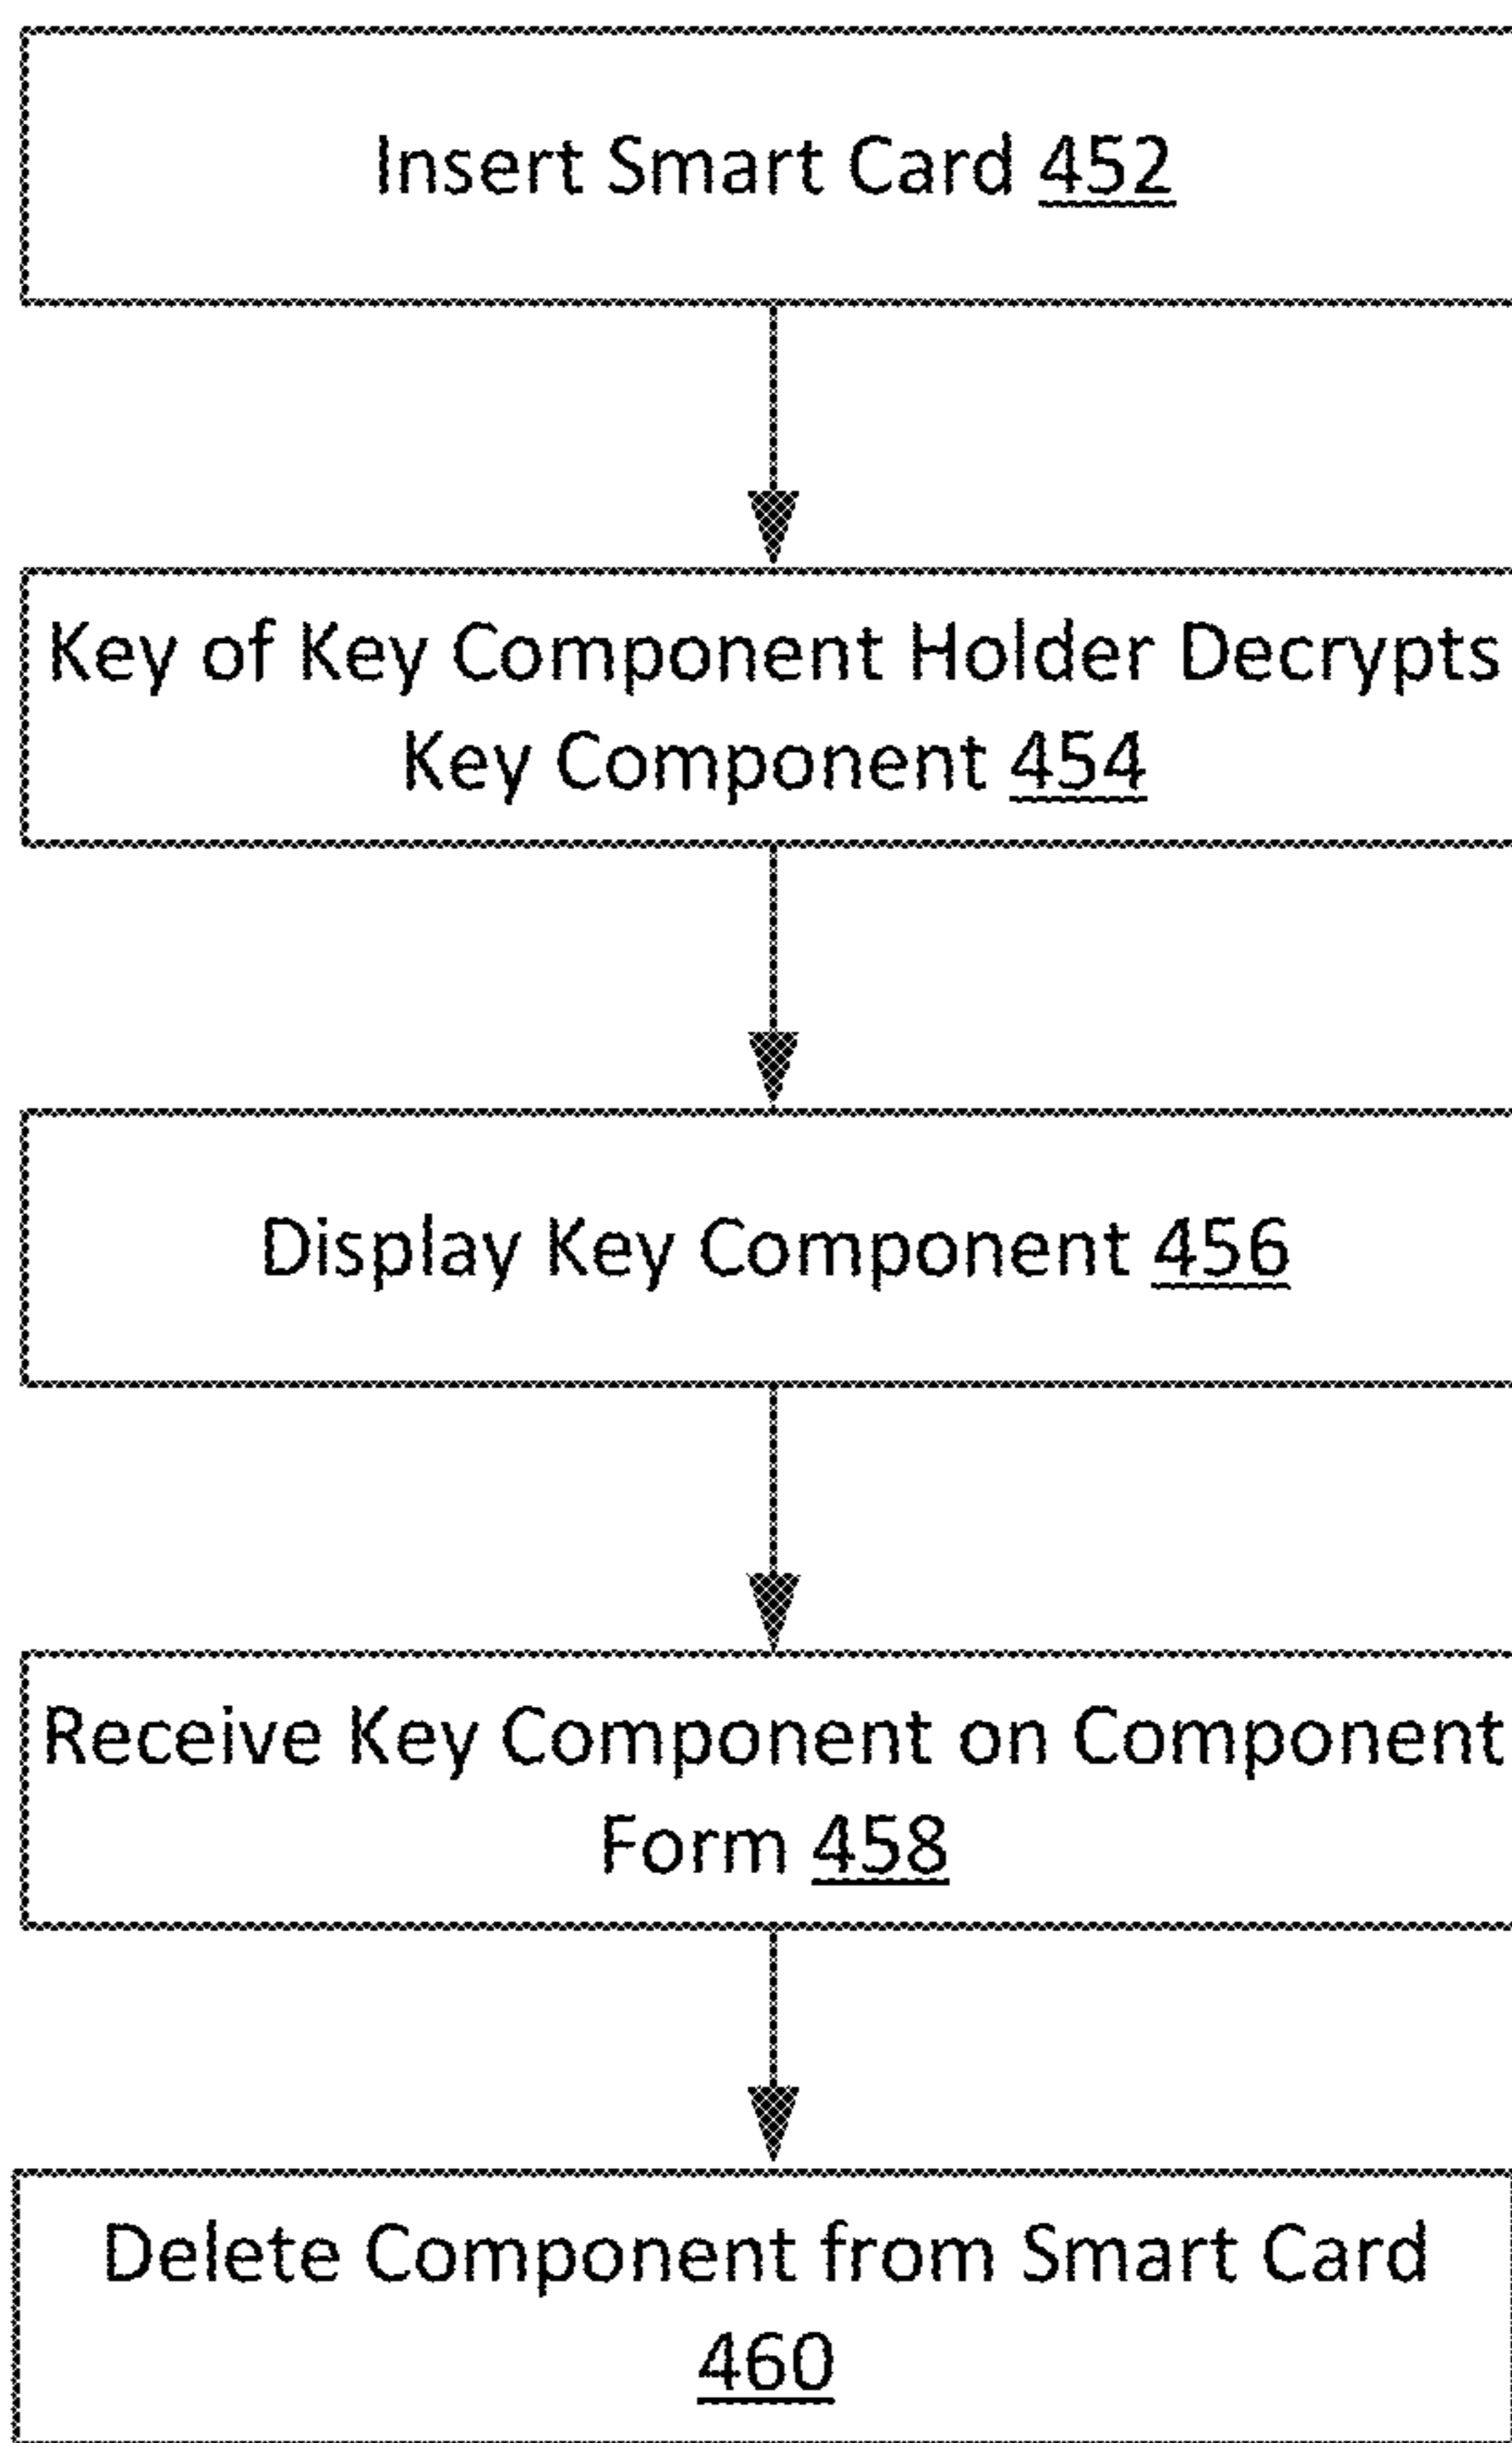 Insert Smart Card 452
Key of Key Component Holder Decrypts
Key Component 454
Display Key Component 456
Receive Key Component on Component
Form 458
Delete Component from Smart Card
460